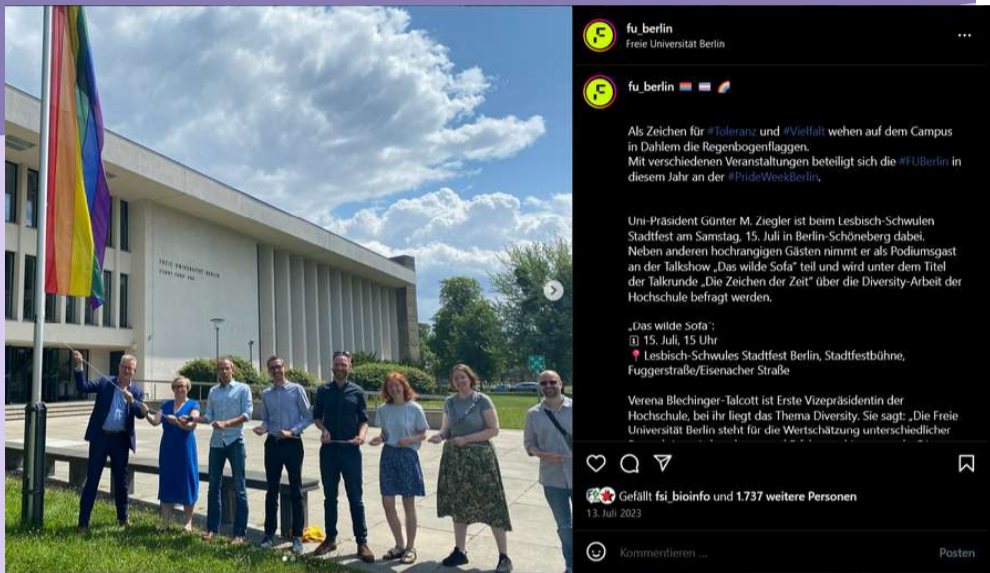 fu_berlin
Freie Universität Berlin
fu_berlin
Als Zeichen für #Toleranz und #Vielfalt wehen auf dem Campus
in Dahlem die Regenbogenflaggen.
Mit verschiedenen Veranstaltungen beteiligt sich die #FUBerlin in
diesem Jahr an der #PrideWeekBerlin.
Uni-Präsident Günter M. Ziegler ist beim Lesbisch-Schwulen
Stadtfest am Samstag, 15. Juli in Berlin-Schöneberg dabei.
Neben anderen hochrangigen Gästen nimmt er als Podiumsgast
an der Talkshow „Das wilde Sofa" teil und wird unter dem Titel
der Talkrunde „Die Zeichen der Zeit" über die Diversity-Arbeit der
Hochschule befragt werden.
„Das wilde Sofa":
15. Juli, 15 Uhr
Lesbisch-Schwules Stadtfest Berlin, Stadtfestbühne,
Fuggerstraße/Eisenacher Straße
Verena Blechinger-Talcott ist Erste Vizepräsidentin der
Hochschule, bei ihr liegt das Thema Diversity. Sie sagt: „Die Freie
Universität Berlin steht für die Wertschätzung unterschiedlicher
Gefällt fsi_bioinfo und 1.737 weitere Personen
13. Juli 2023
Kommentieren ...
Posten
FREIE UNIVERSITÄT BERLIN
HENRY FORD BAU